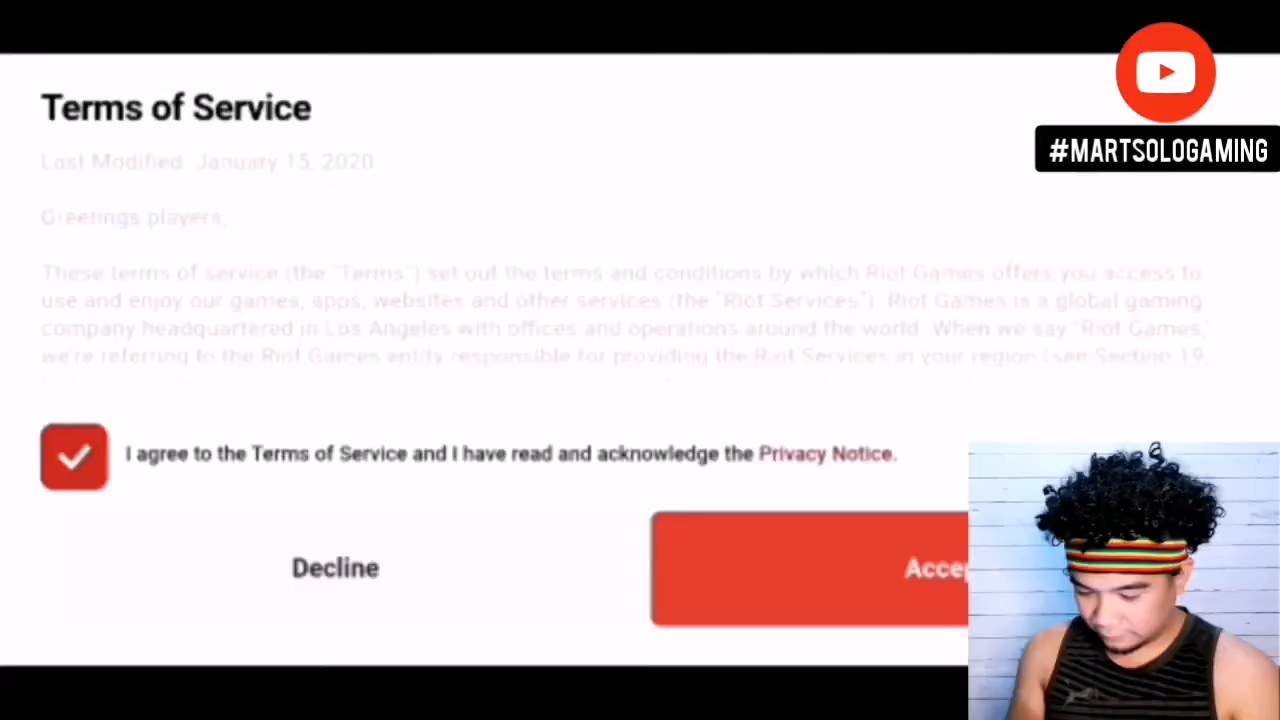 Terms of Service
#MARTSOLOGAMING
Last Modified: January 15, 2020
Greetings players,
These terms of service (the "Terms") set out the terms and conditions by which Riot Games offers you access to
use and enjoy our games, apps, websites and other services (the "Riot Services"). Riot Games is a global gaming
company headquartered in Los Angeles with offices and operations around the world. When we say "Riot Games,"
we're referring to the Riot Games entity responsible for providing the Riot Services in your region (see Section 19
I agree to the Terms of Service and I have read and acknowledge the Privacy Notice.
Decline
Accep